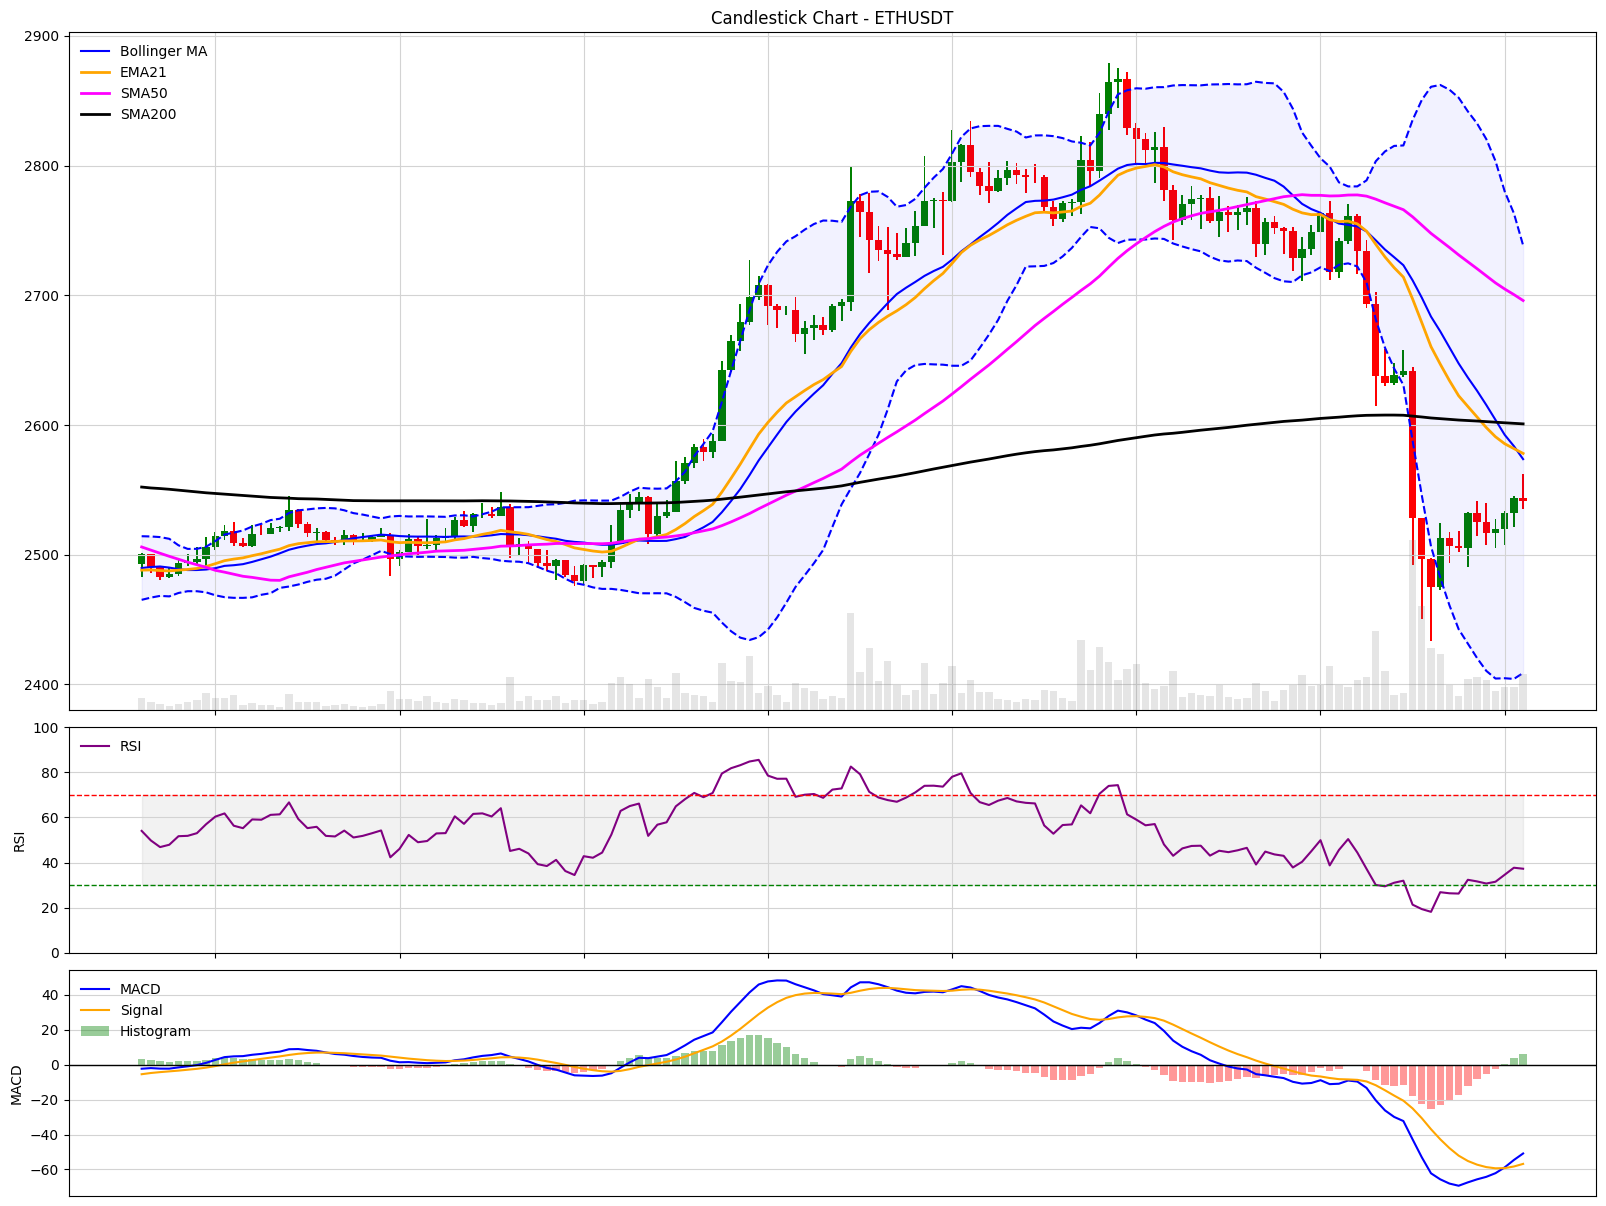 Candlestick Chart - ETHUSDT
2900
2800
2700
2600
2500
2400
Bollinger MA
EMA21
SMA50
SMA200
100
80
60
40
20
0
RSI
RSI
40
20
0
−20
−40
−60
MACD
MACD
Signal
Histogram